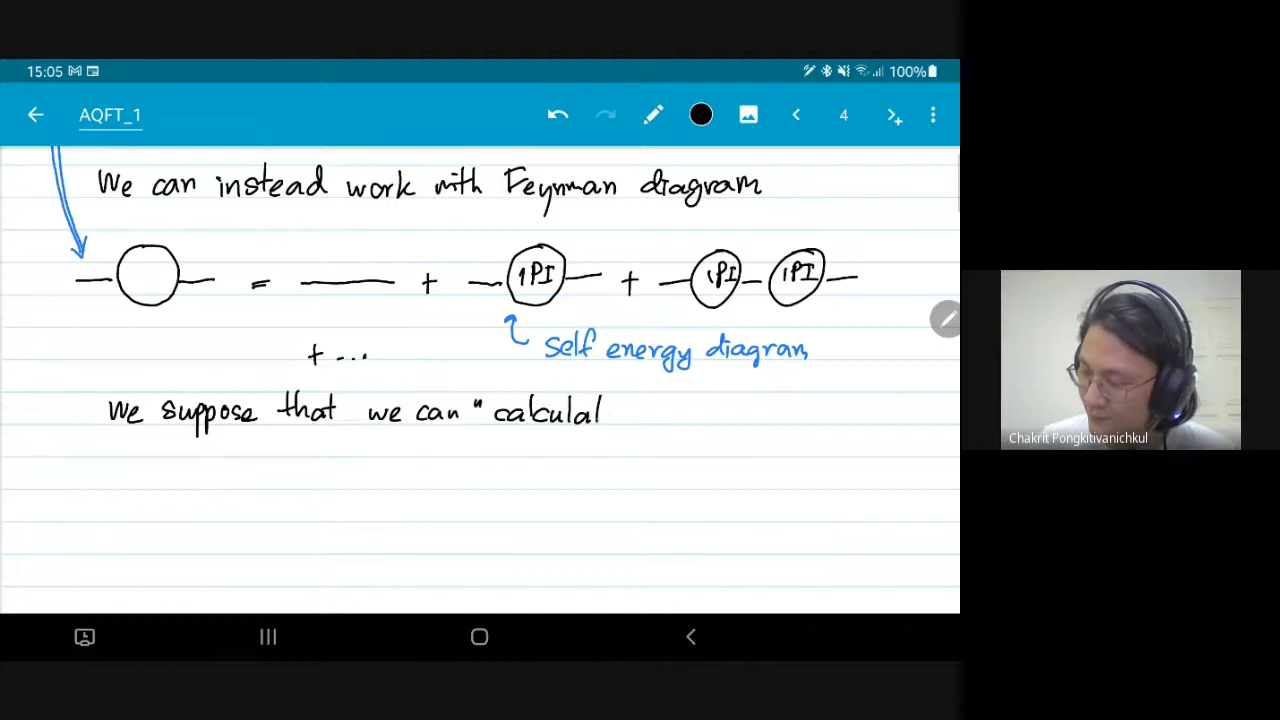 15:05 100%
AQFT_1 4
We can instead work with Feynman diagram
= + 1PI + 1PI 1PI
+ ...
self energy diagram
We suppose that we can " calculal
Chakrit Pongkitivanichkul